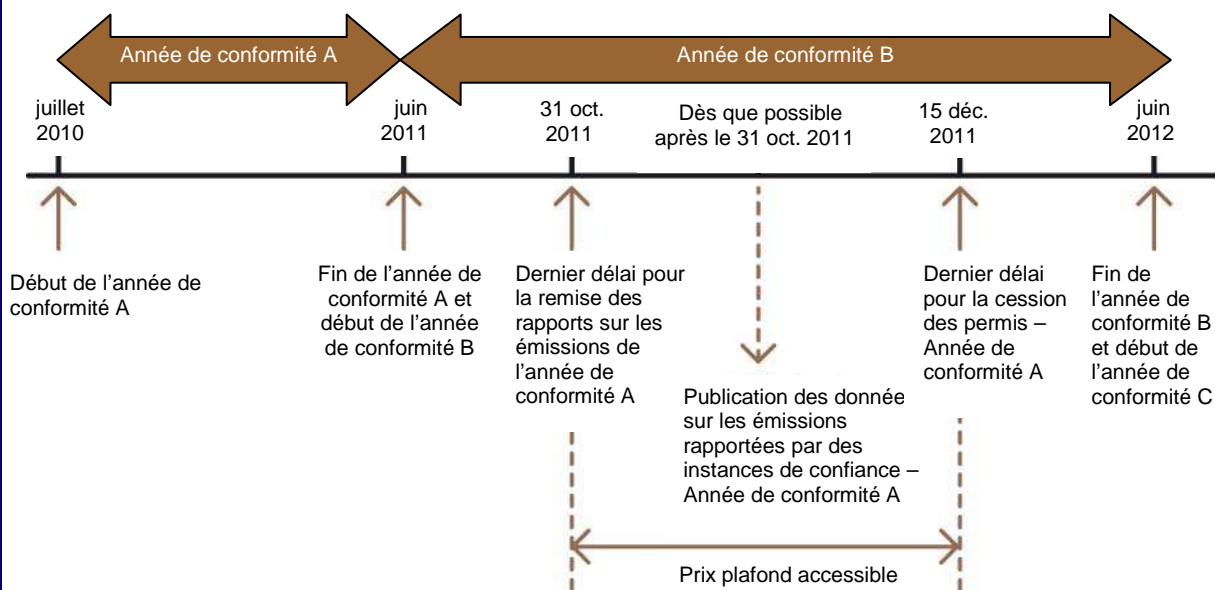 Année de conformité A
Année de conformité B
juillet
2010
juin
2011
31 oct.
2011
Dès que possible
après le 31 oct. 2011
15 déc.
2011
juin
2012
Début de l’année de
conformité A
Fin de l’année de
conformité A et
début de l’année
de conformité B
Dernier délai pour
la remise des
rapports sur les
émissions de
l’année de
conformité A
Publication des donnée
sur les émissions
rapportées par des
instances de confiance –
Année de conformité A
Dernier délai
pour la cession
des permis –
Année de
conformité A
Fin de
l’année de
conformité B
et début de
l’année de
conformité C
Prix plafond accessible